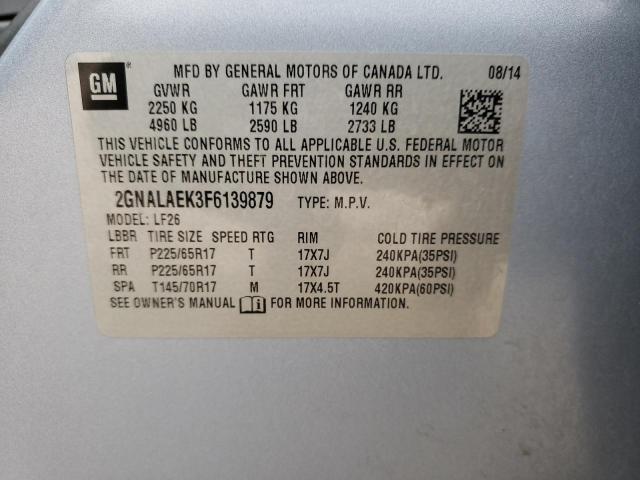 GM ® MFD BY GENERAL MOTORS OF CANADA LTD. 08/14
GVWR GAWR FRT GAWR RR
2250 KG 1175 KG 1240 KG
4960 LB 2590 LB 2733 LB
THIS VEHICLE CONFORMS TO ALL APPLICABLE U.S. FEDERAL MOTOR
VEHICLE SAFETY AND THEFT PREVENTION STANDARDS IN EFFECT ON
THE DATE OF MANUFACTURE SHOWN ABOVE.
2GNALAEK3F6139879 TYPE: M.P.V.
MODEL: LF26
LBBR TIRE SIZE SPEED RTG RIM COLD TIRE PRESSURE
FRT P225/65R17 T 17X7J 240KPA(35PSI)
RR P225/65R17 T 17X7J 240KPA(35PSI)
SPA T145/70R17 M 17X4.5T 420KPA(60PSI)
SEE OWNER'S MANUAL FOR MORE INFORMATION.